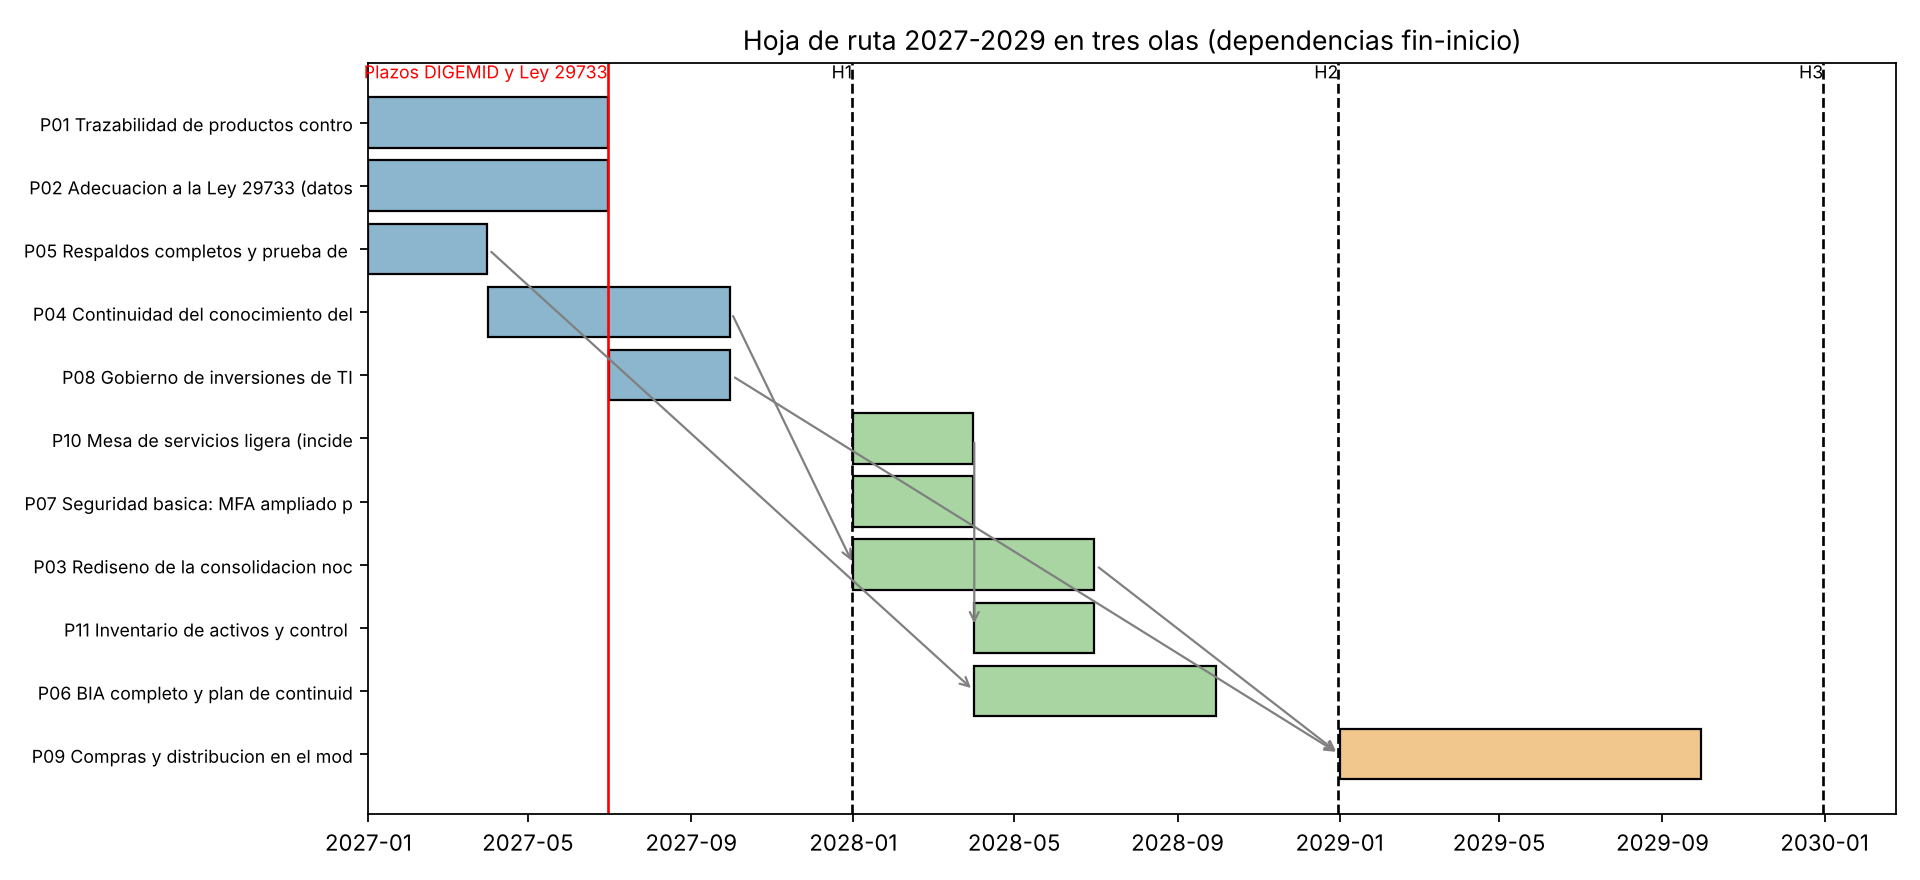 Hoja de ruta 2027-2029 en tres olas (dependencias fin-inicio)
Plazos DIGEMID y Ley 29733
H1
H2
H3
P01 Trazabilidad de productos contro
P02 Adecuacion a la Ley 29733 (datos
P05 Respaldos completos y prueba de
P04 Continuidad del conocimiento del
P08 Gobierno de inversiones de TI
P10 Mesa de servicios ligera (incide
P07 Seguridad basica: MFA ampliado p
P03 Rediseno de la consolidacion noc
P11 Inventario de activos y control
P06 BIA completo y plan de continuid
P09 Compras y distribucion en el mod
2027-01
2027-05
2027-09
2028-01
2028-05
2028-09
2029-01
2029-05
2029-09
2030-01